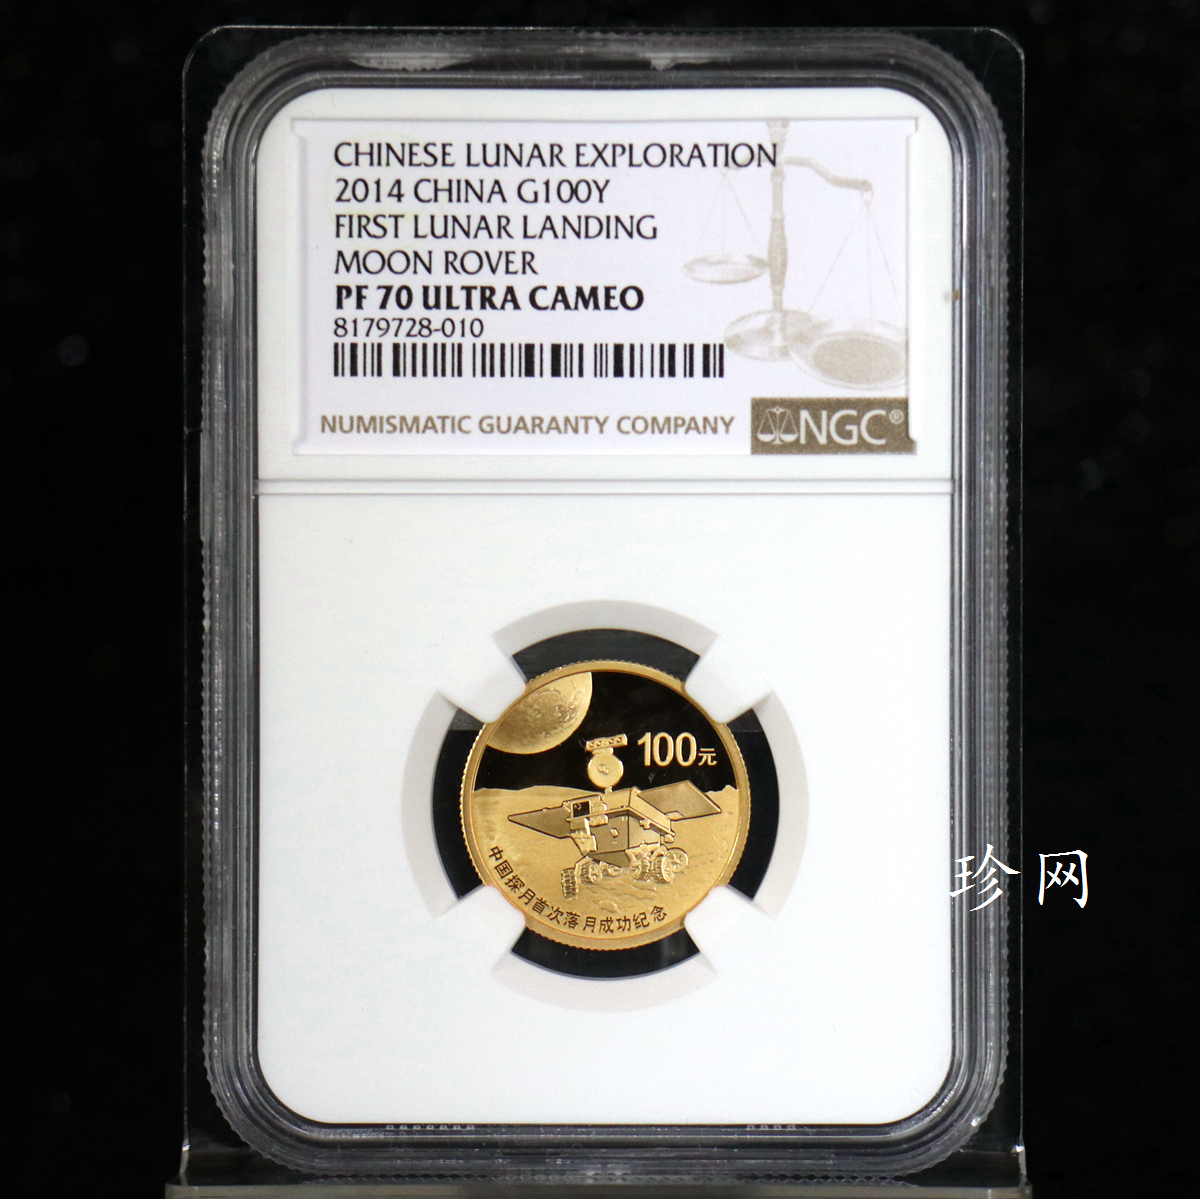 CHINESE LUNAR EXPLORATION
2014 CHINA G100Y
FIRST LUNAR LANDING
MOON ROVER
PF 70 ULTRA CAMEO
8179728-010
NUMISMATIC GUARANTY COMPANY
NGC®
100元
中国探月首次落月成功纪念
珍网